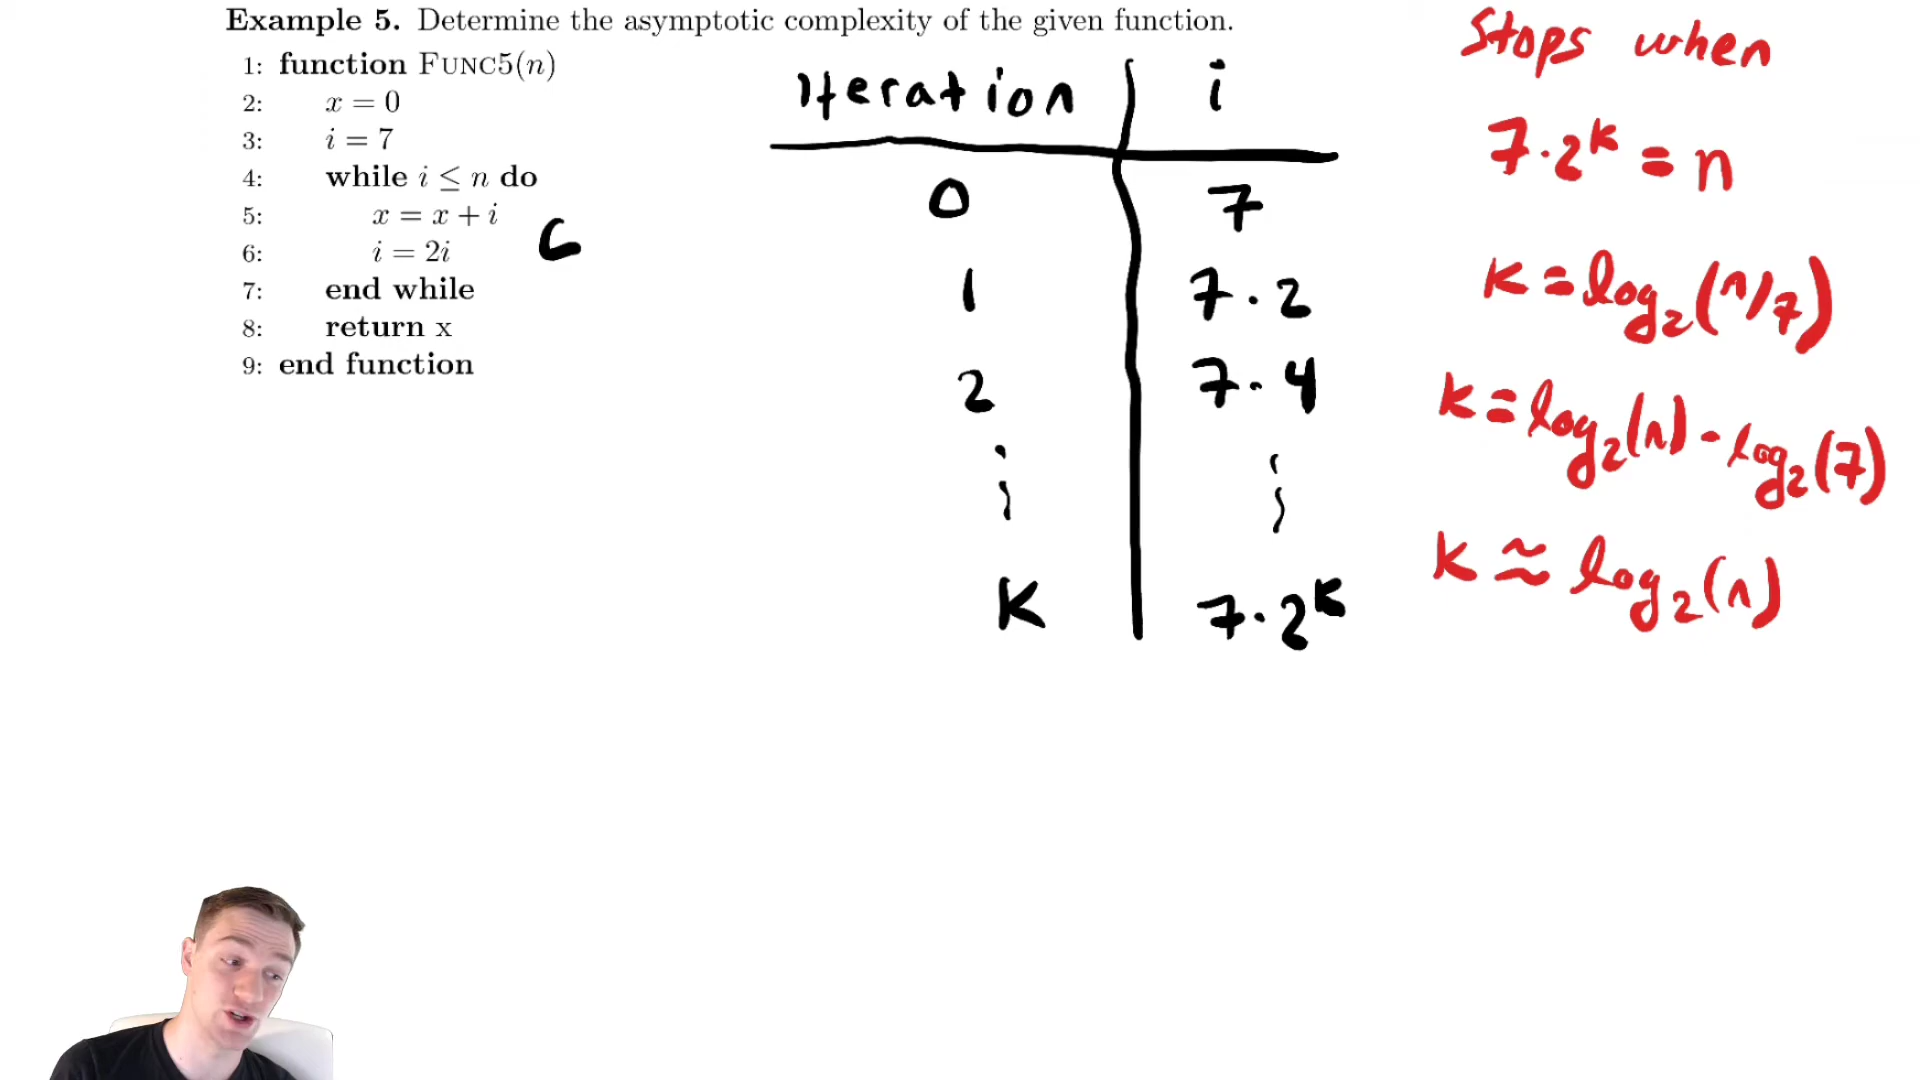 Example 5. Determine the asymptotic complexity of the given function.
1: function FUNC5(n)
2: x = 0
3: i = 7
4: while i ≤ n do
5: x = x + i
6: i = 2i
7: end while
8: return x
9: end function
C
Iteration | i
0 | 7
1 | 7 · 2
2 | 7 · 4
⋮ | ⋮
K | 7 · 2^K
Stops when
7 · 2^K = n
K = log₂(n/7)
K = log₂(n) - log₂(7)
K ≈ log₂(n)